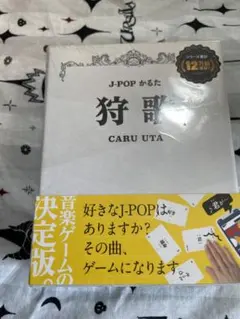 J-POP かるた
狩歌
CARU UTA
音楽ゲームの
決定版。
好きなJ-POPは
ありますか?
その曲、
ゲームになります